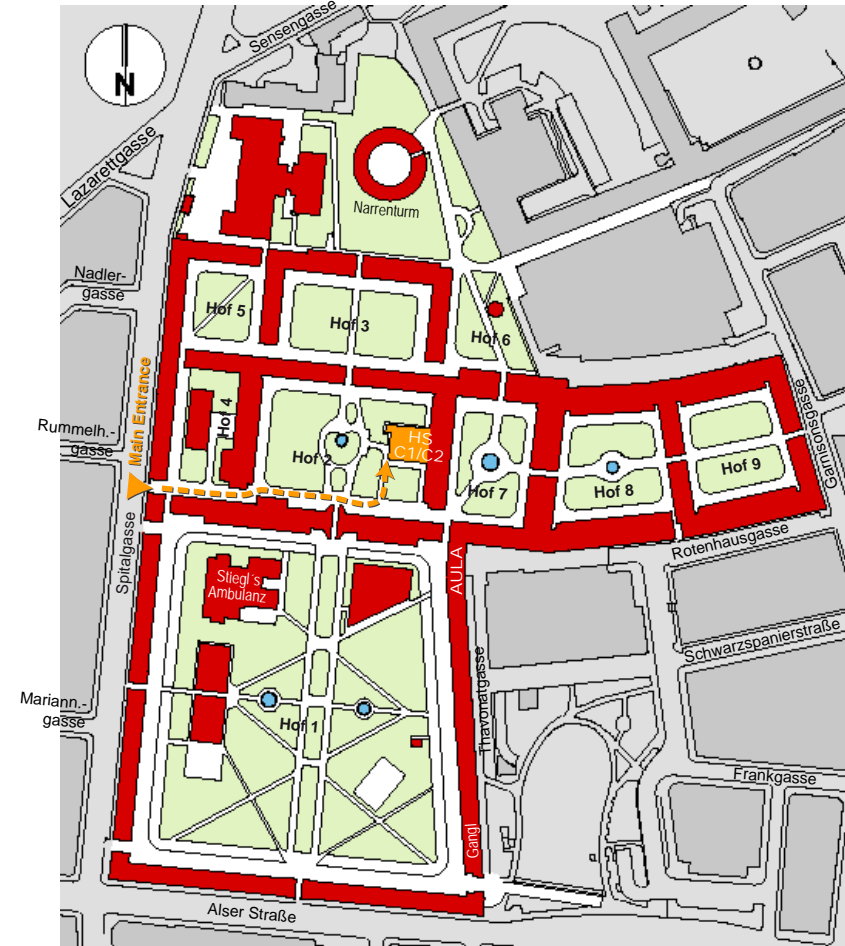 Sensengasse
N
Lazarettgasse
Narrenturm
Nadler-
gasse
Hof 5
Hof 3
Hof 6
Main Entrance
Rummelh.-
gasse
Hof 4
Hof 2
HS
C1/C2
Hof 7
Hof 8
Hof 9
Garnisonsgasse
Spitalgasse
Rotenhausgasse
AULA
Stiegl´s
Ambulanz
Schwarzspanierstraße
Thavonatgasse
Mariann.-
gasse
Hof 1
Frankgasse
Gangl
Alser Straße